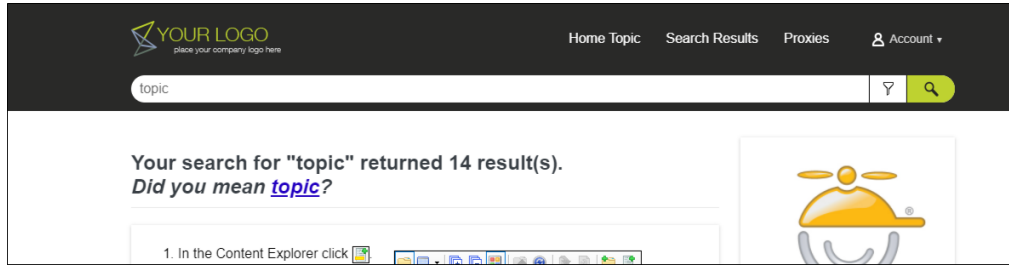 YOUR LOGO
place your company logo here
Home Topic Search Results Proxies Account
topic
Your search for "topic" returned 14 result(s).
Did you mean topic?
1. In the Content Explorer click .
®